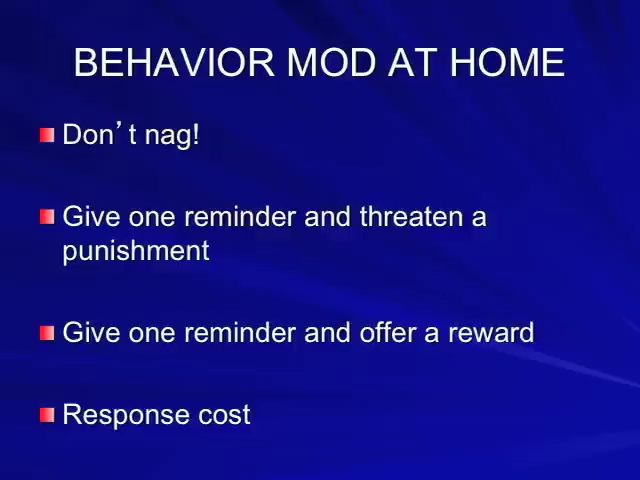 BEHAVIOR MOD AT HOME
Don’t nag!
Give one reminder and threaten a
punishment
Give one reminder and offer a reward
Response cost